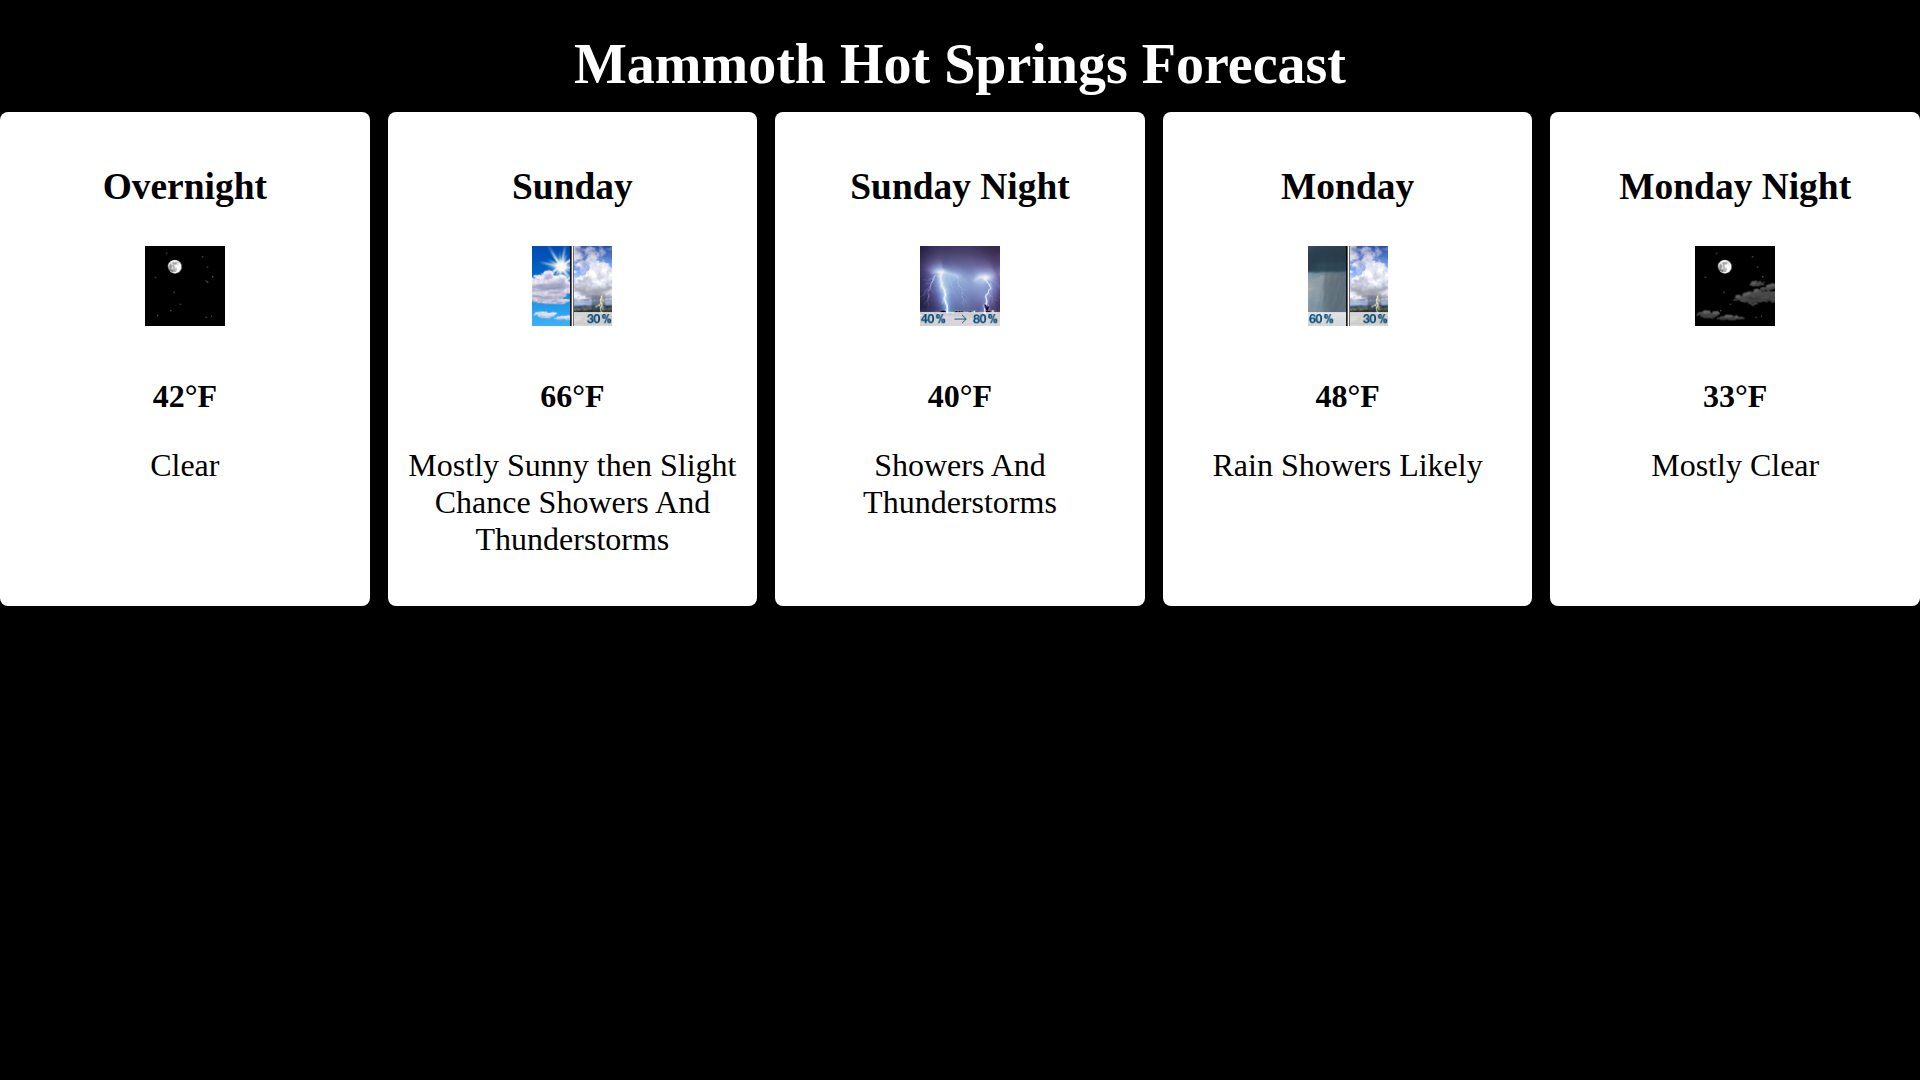 Mammoth Hot Springs Forecast
Overnight
42°F
Clear
Sunday
30%
66°F
Mostly Sunny then Slight
Chance Showers And
Thunderstorms
Sunday Night
40% → 80%
40°F
Showers And
Thunderstorms
Monday
60% 30%
48°F
Rain Showers Likely
Monday Night
33°F
Mostly Clear